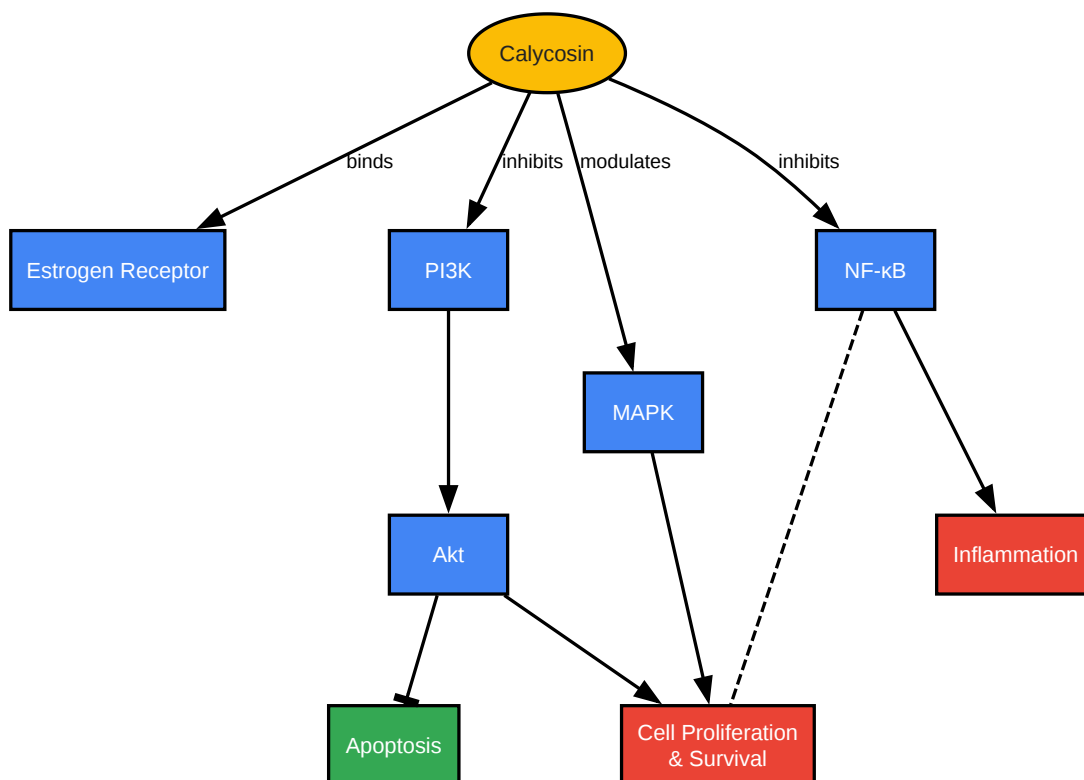 Calycosin
binds
inhibits
modulates
inhibits
Estrogen Receptor
PI3K
NF-κB
MAPK
Akt
Inflammation
Apoptosis
Cell Proliferation
& Survival